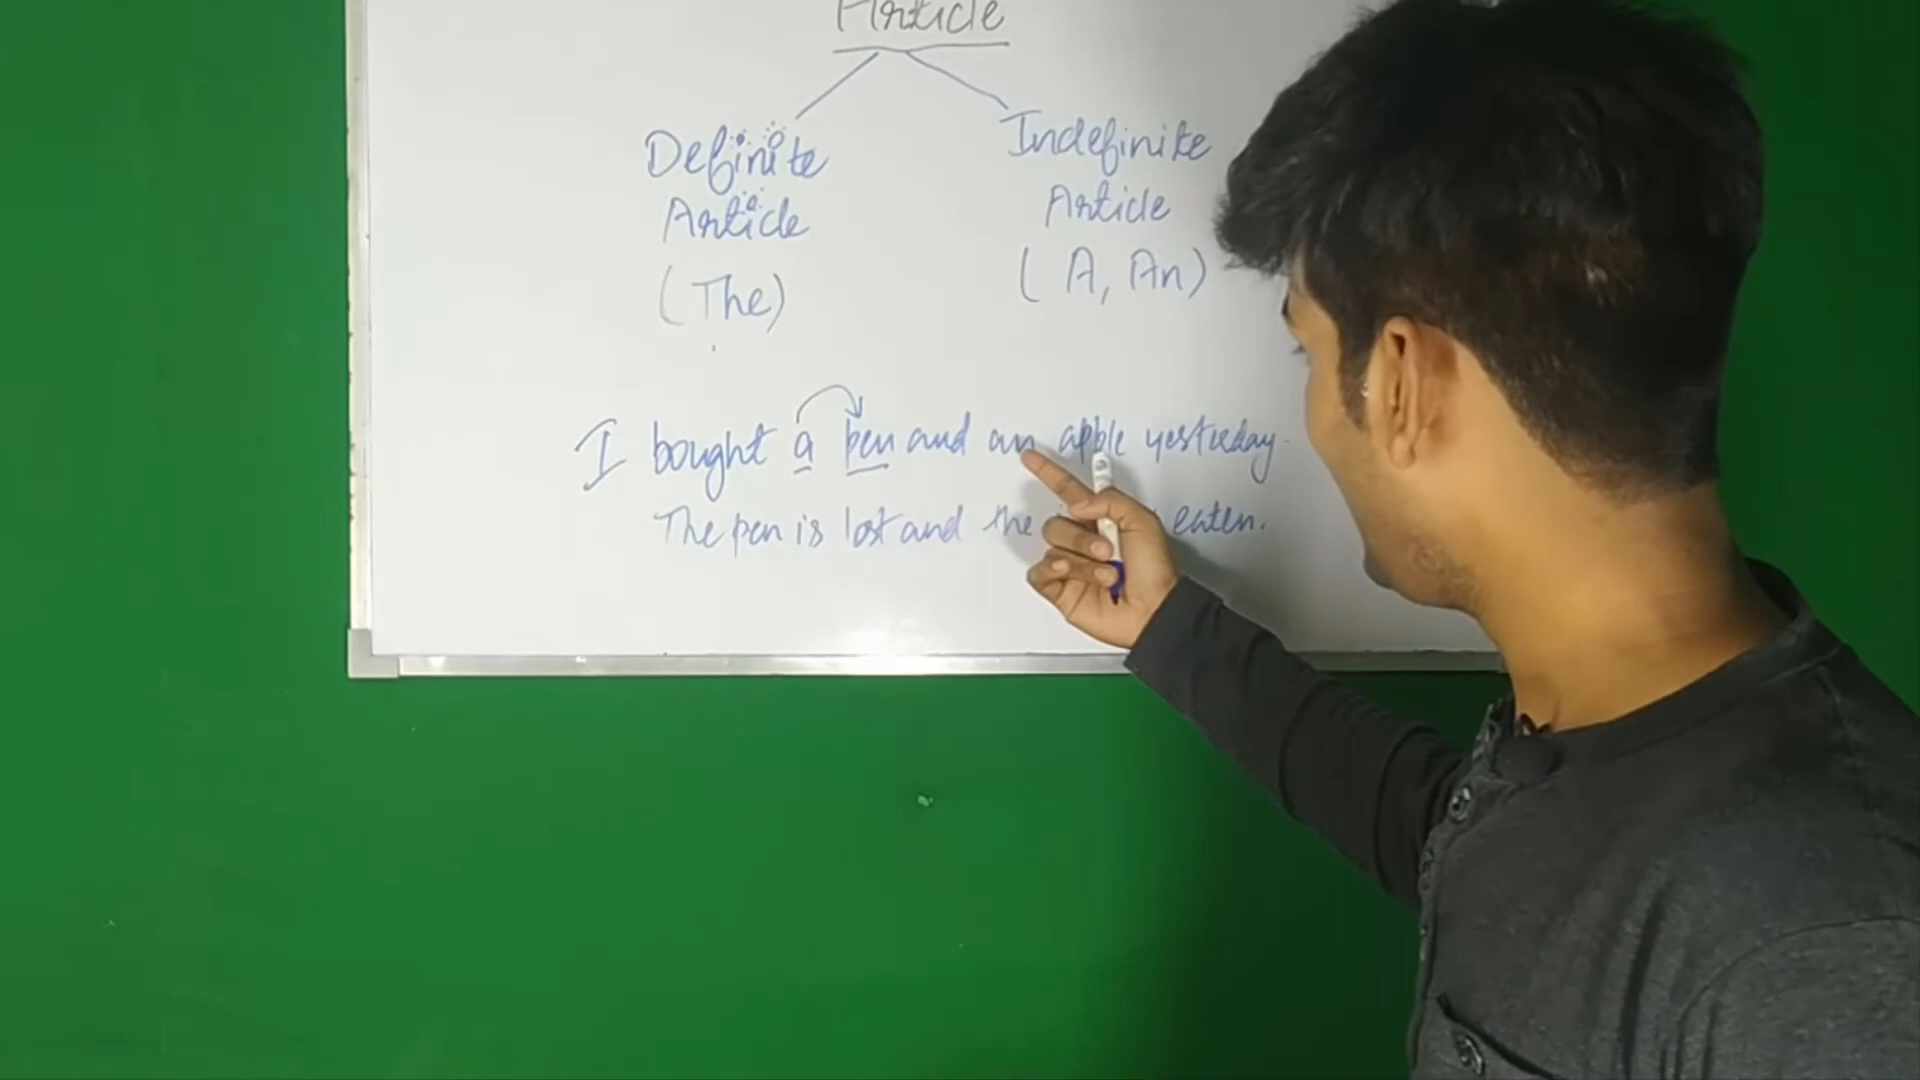 Article
Definite Indefinite
Article Article
(The) (A, An)
I bought a pen and an apple yesterday.
The pen is lost and the eaten.